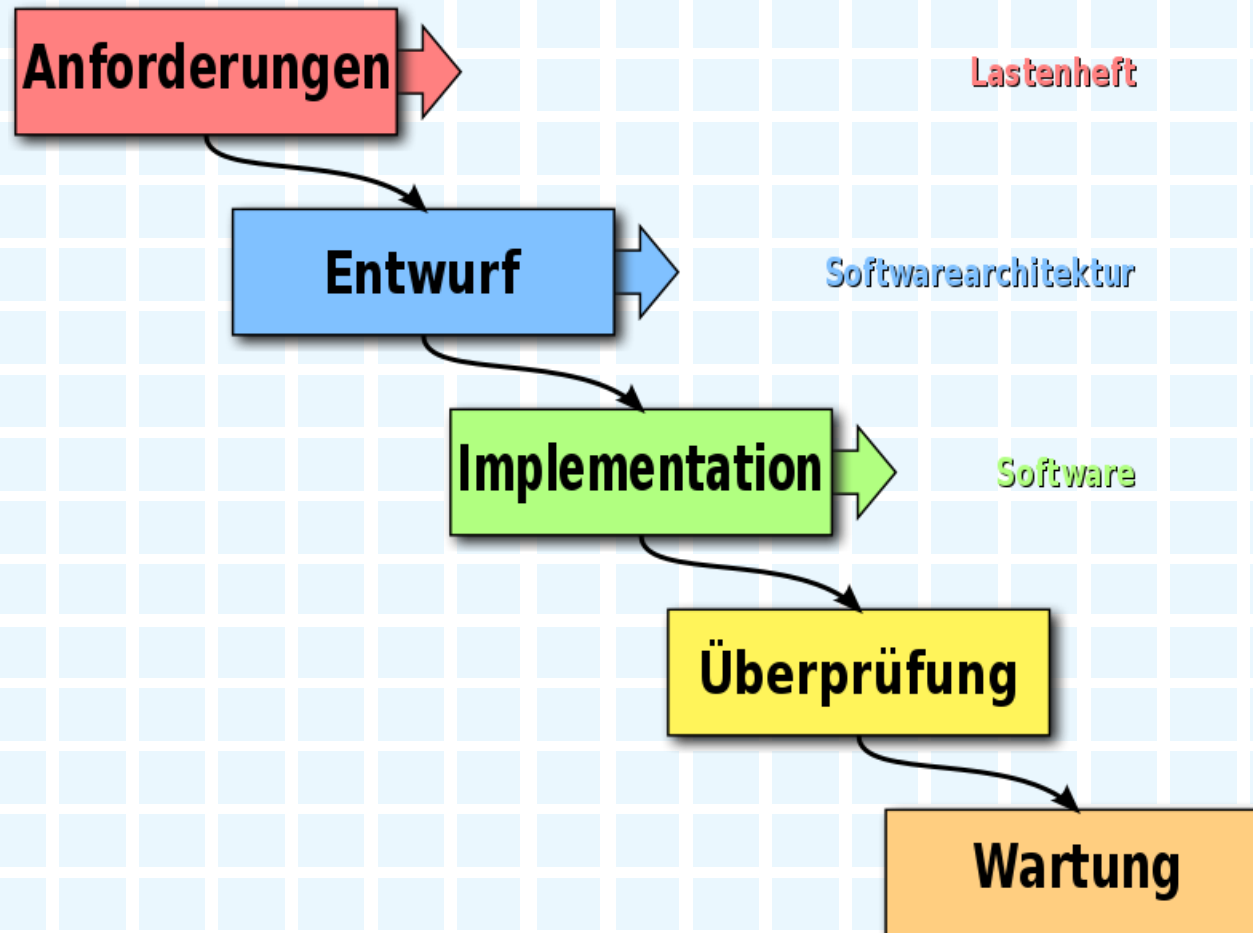 Anforderungen
Lastenheft
Entwurf
Softwarearchitektur
Implementation
Software
Überprüfung
Wartung